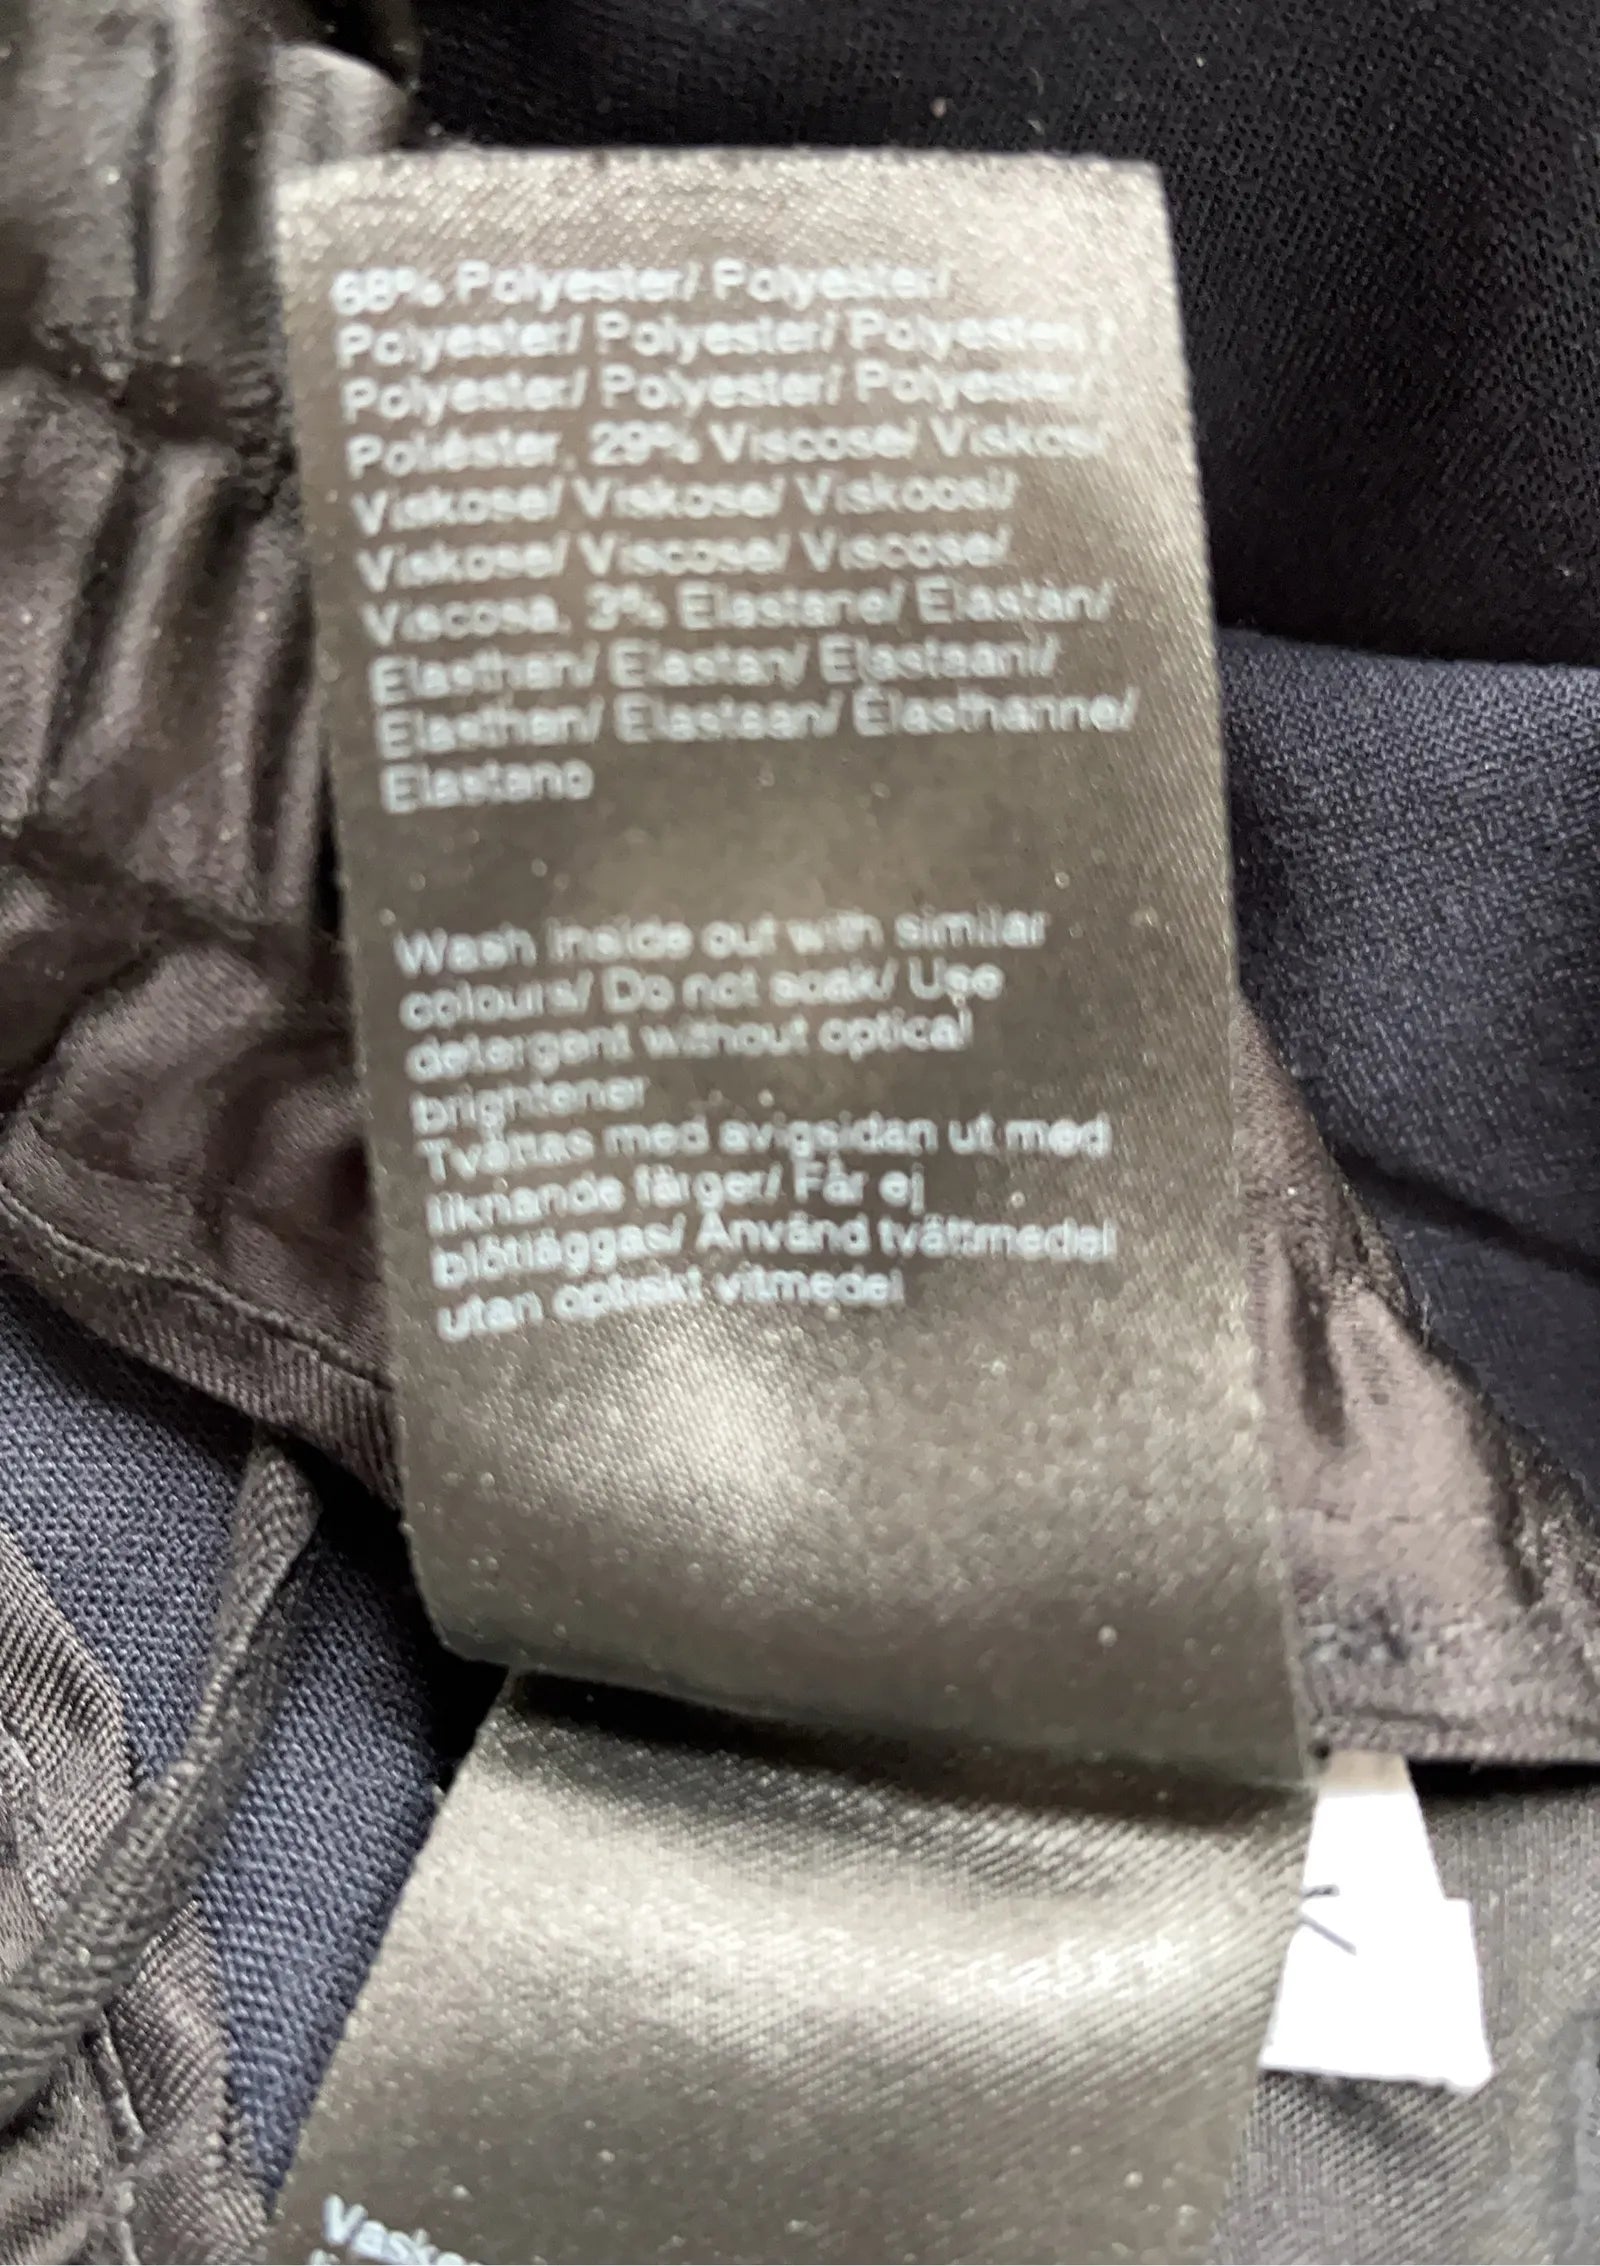 68% Polyester/ Polyester/
Polyester/ Polyester/ Polyesteri/
Polyester/ Polyester/ Polyester/
Poliéster, 29% Viscose/ Viskos/
Viskose/ Viskose/ Viskoosi/
Viskose/ Viscose/ Viscose/
Viscosa, 3% Elastane/ Elastan/
Elasthan/ Elastan/ Elastaani/
Elasthan/ Elastaan/ Élasthanne/
Elastano
Wash inside out with similar
colours/ Do not soak/ Use
detergent without optical
brightener
Tvättas med avigsidan ut med
liknande färger/ Får ej
blötläggas/ Använd tvättmedel
utan optiskt vitmedel